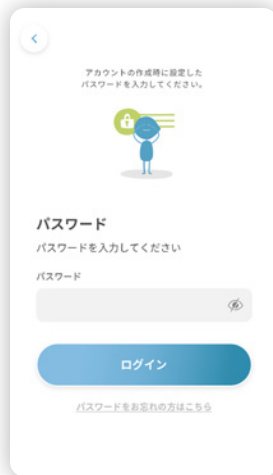 アカウントの作成時に設定した
パスワードを入力してください。
パスワード
パスワードを入力してください
パスワード
ログイン
パスワードをお忘れの方はこちら